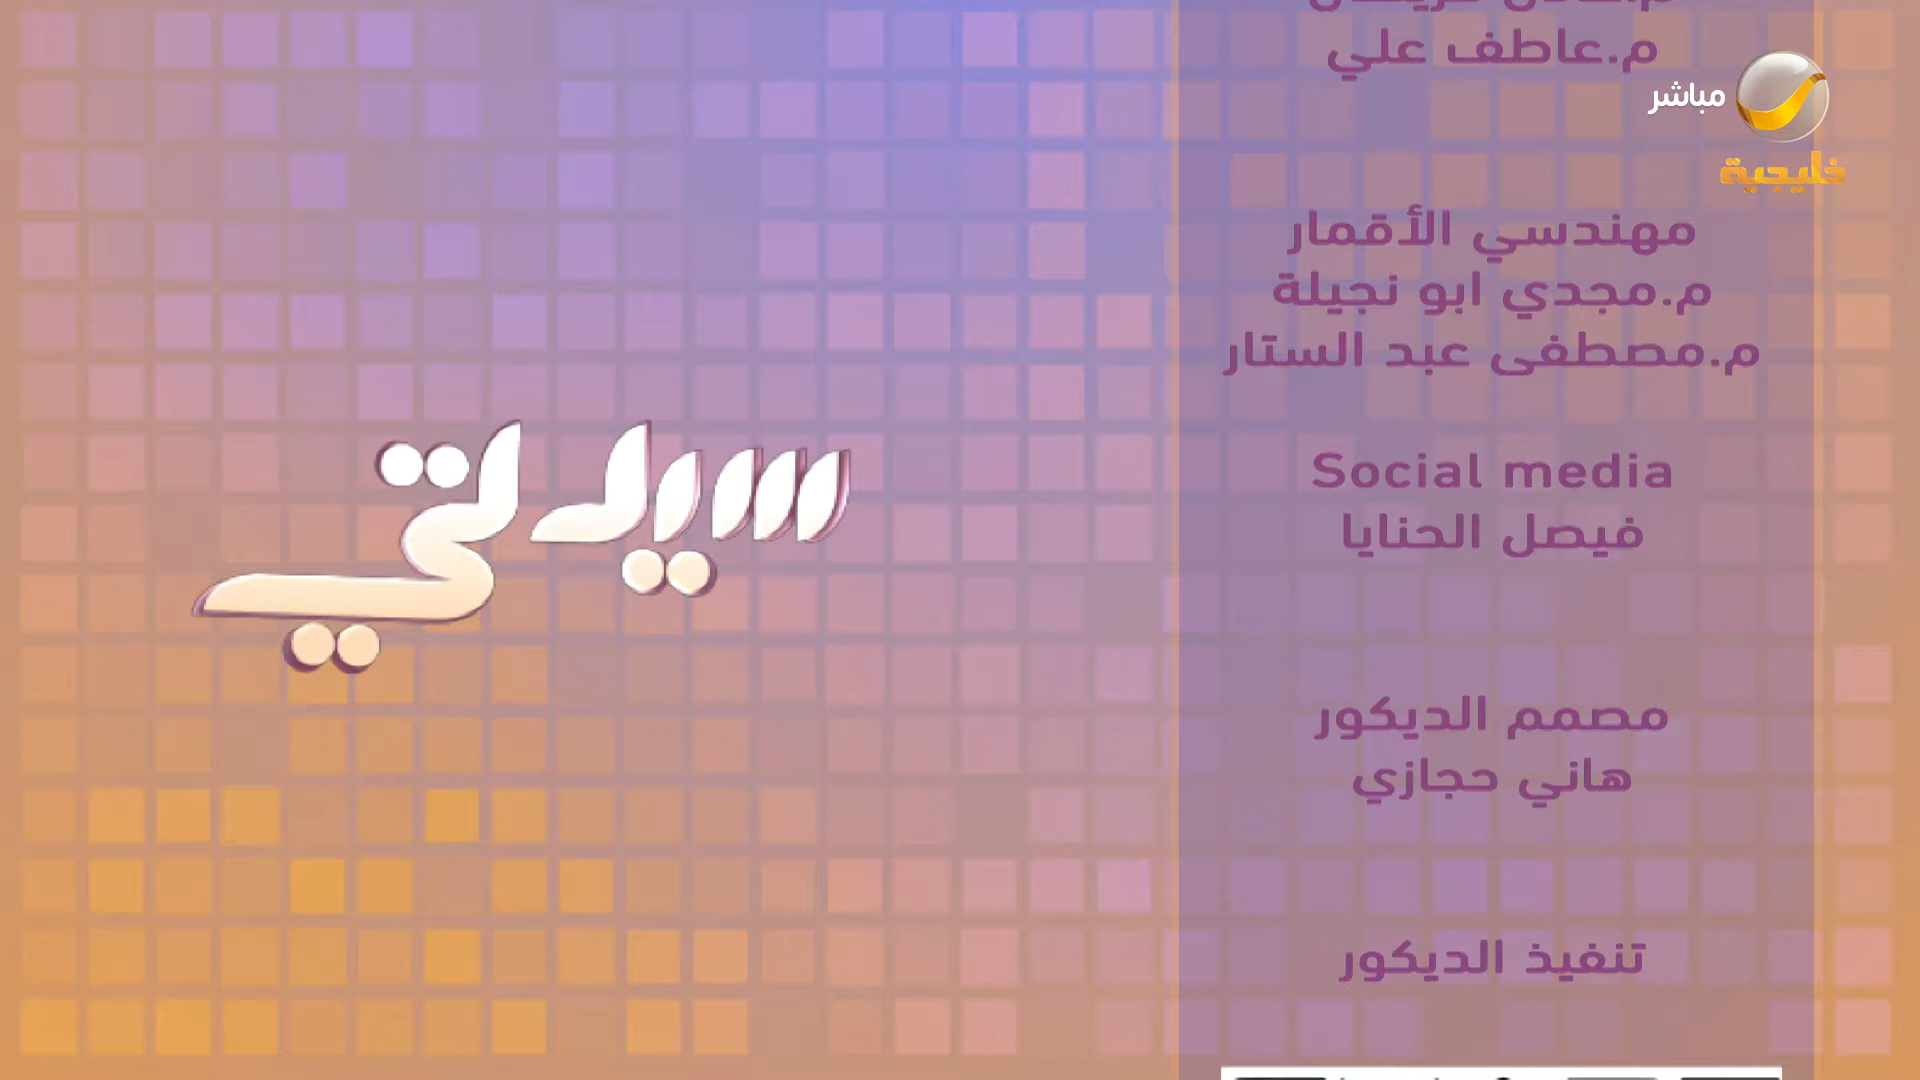 م.عاطف علي
مباشر
خليجية
مهندسي الأقمار
م.مجدي ابو نجيلة
م.مصطفى عبد الستار
سيدتي
Social media
فيصل الحنايا
مصمم الديكور
هاني حجازي
تنفيذ الديكور